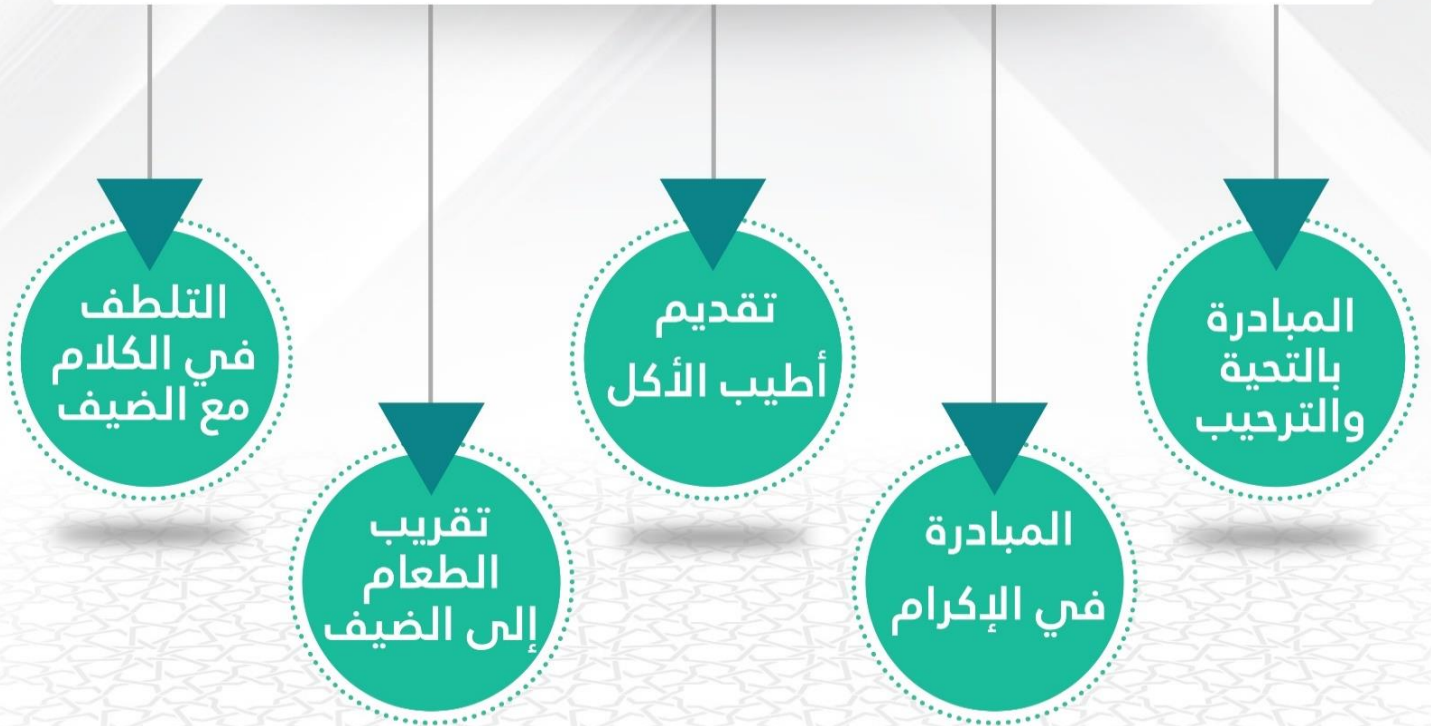 المبادرة
بالتحية
والترحيب
المبادرة
في الإكرام
تقديم
أطيب الأكل
تقريب
الطعام
إلى الضيف
التلطف
في الكلام
مع الضيف